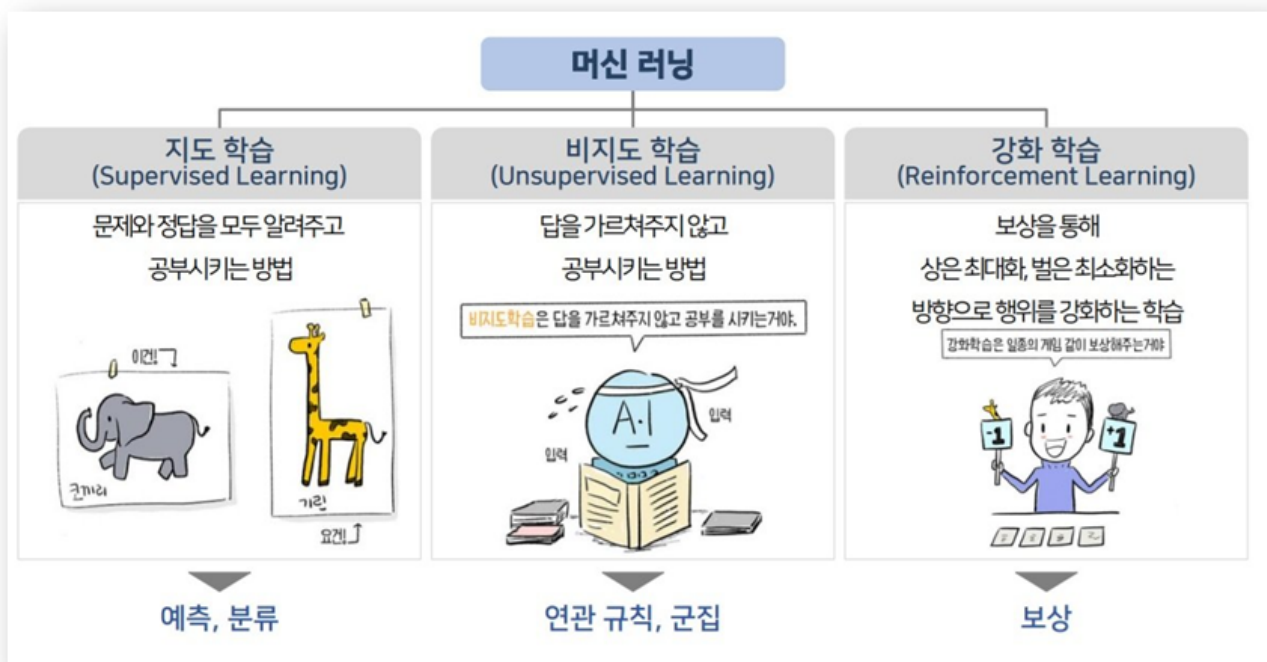 머신 러닝
지도 학습
(Supervised Learning)
문제와 정답을 모두 알려주고
공부시키는 방법
이건!
코끼리
기린
요건!
예측, 분류
비지도 학습
(Unsupervised Learning)
답을 가르쳐주지 않고
공부시키는 방법
비지도학습은 답을 가르쳐주지 않고 공부를 시키는거야.
A.I
입력
입력
연관 규칙, 군집
강화 학습
(Reinforcement Learning)
보상을 통해
상은 최대화, 벌은 최소화하는
방향으로 행위를 강화하는 학습
강화학습은 일종의 게임 같이 보상해주는거야
-1
+1
보상